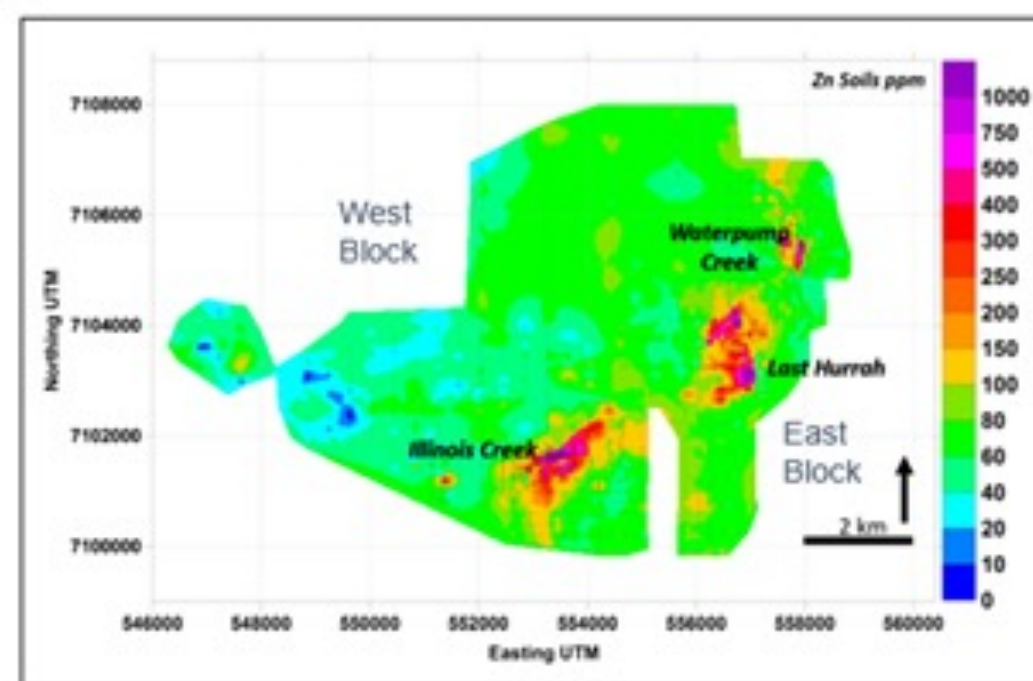 Zn Soils ppm
7108000
7106000
7104000
7102000
7100000
Northing UTM
West
Block
Waterpump
Creek
Last Hurrah
Illinois Creek
East
Block
2 km
1000
750
500
400
300
250
200
150
100
80
60
40
20
10
0
546000 548000 550000 552000 554000 556000 558000 560000
Easting UTM